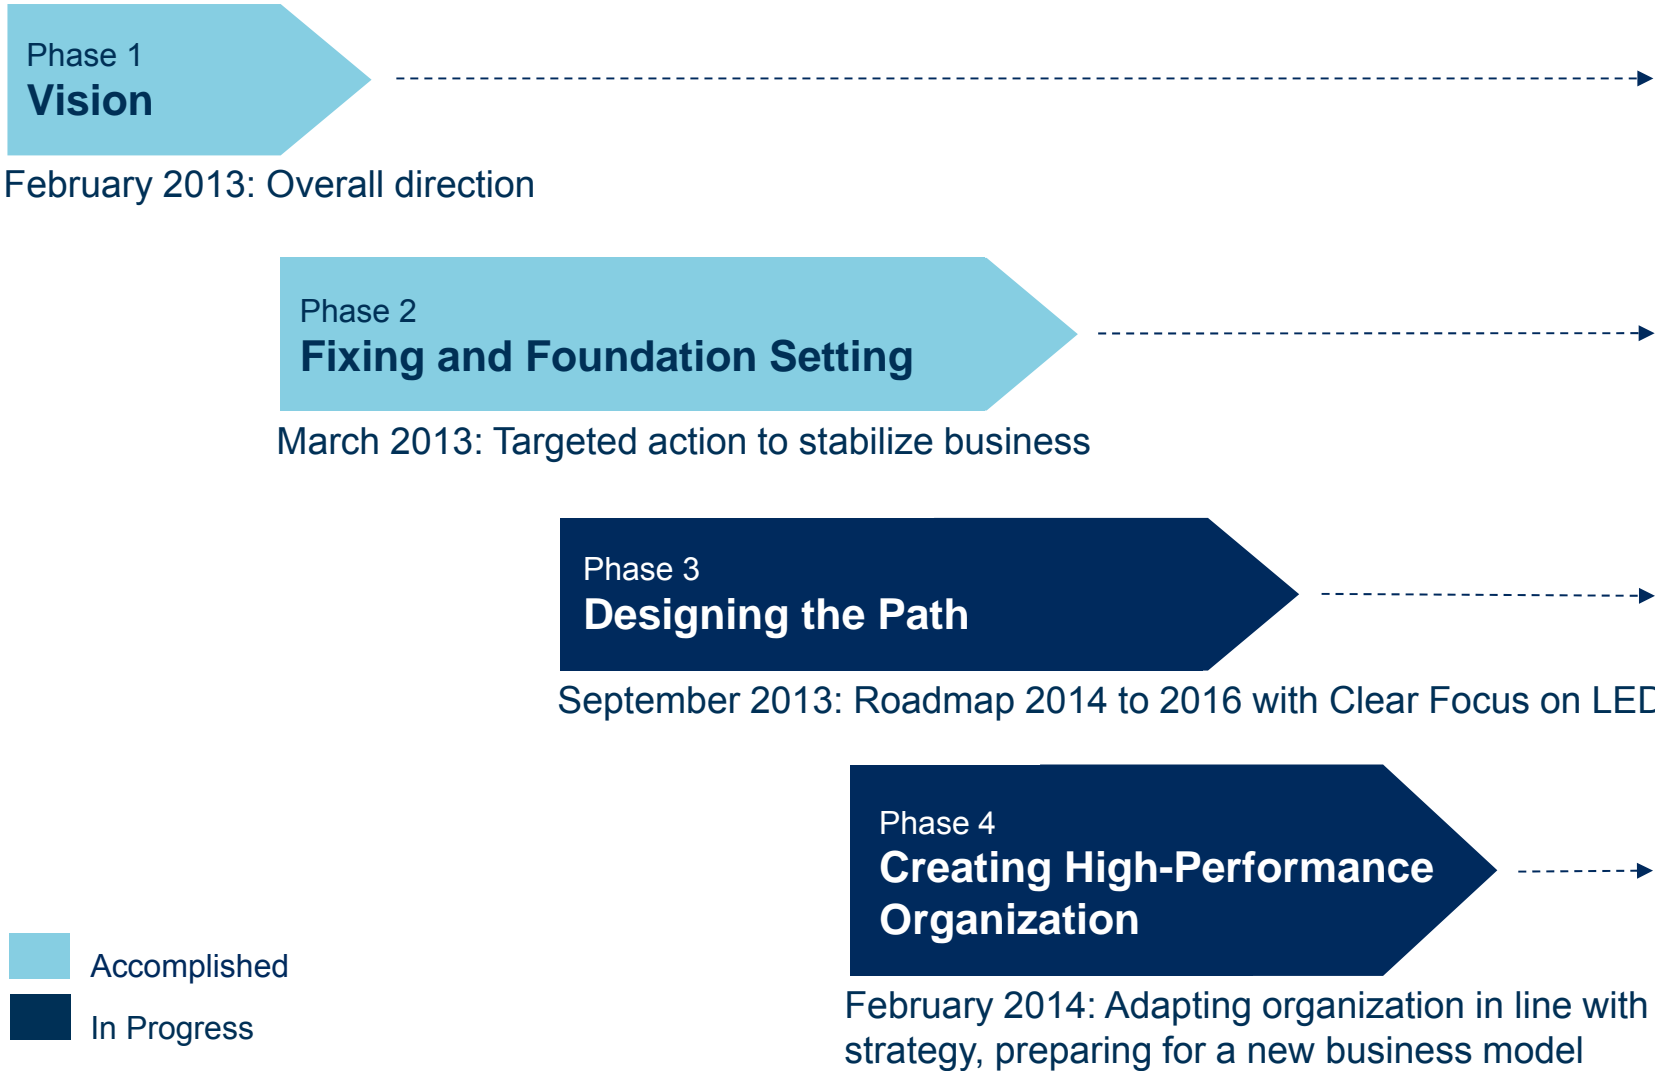 Phase 1
Vision
February 2013: Overall direction
Phase 2
Fixing and Foundation Setting
March 2013: Targeted action to stabilize business
Phase 3
Designing the Path
September 2013: Roadmap 2014 to 2016 with Clear Focus on LED
Phase 4
Creating High-Performance
Organization
February 2014: Adapting organization in line with
strategy, preparing for a new business model
Accomplished
In Progress